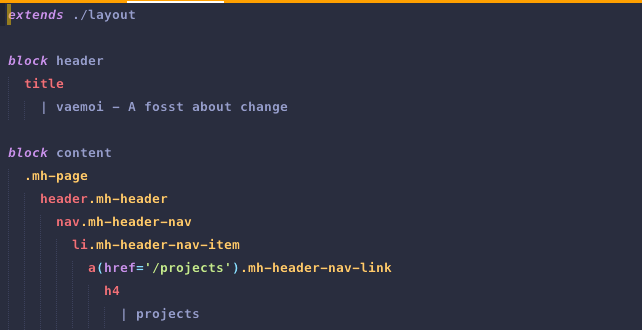 extends ./layout
block header
title
| vaemoi - A fosst about change
block content
.mh-page
header.mh-header
nav.mh-header-nav
li.mh-header-nav-item
a(href='/projects').mh-header-nav-link
h4
| projects